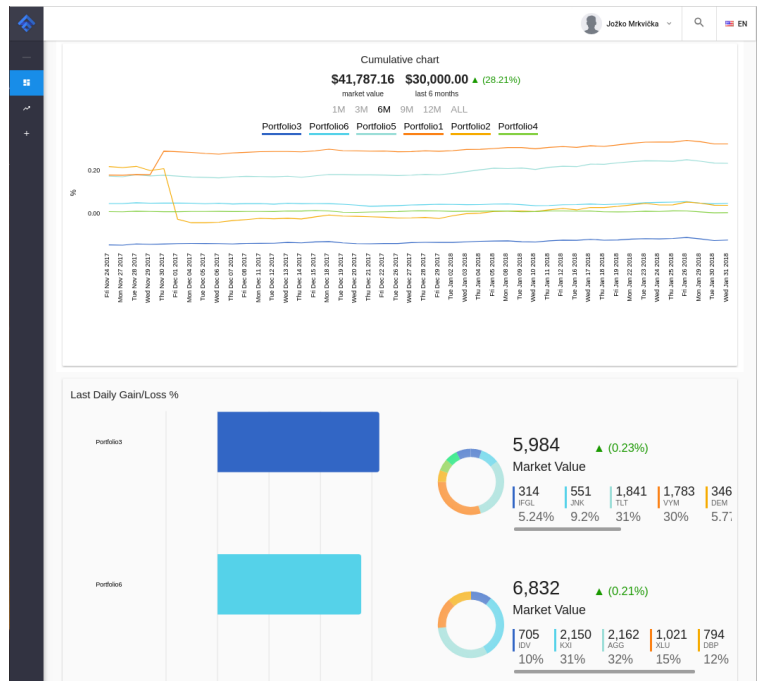 Jožko Mrkvička
EN
Cumulative chart
$41,787.16 $30,000.00 ▲ (28.21%)
market value last 6 months
1M 3M 6M 9M 12M ALL
Portfolio3 Portfolio6 Portfolio5 Portfolio1 Portfolio2 Portfolio4
%
0.20
0.00
Fri Nov 24 2017
Mon Nov 27 2017
Tue Nov 28 2017
Wed Nov 29 2017
Thu Nov 30 2017
Fri Dec 01 2017
Mon Dec 04 2017
Tue Dec 05 2017
Wed Dec 06 2017
Thu Dec 07 2017
Fri Dec 08 2017
Mon Dec 11 2017
Tue Dec 12 2017
Wed Dec 13 2017
Thu Dec 14 2017
Fri Dec 15 2017
Mon Dec 18 2017
Tue Dec 19 2017
Wed Dec 20 2017
Thu Dec 21 2017
Fri Dec 22 2017
Tue Dec 26 2017
Wed Dec 27 2017
Thu Dec 28 2017
Fri Dec 29 2017
Tue Jan 02 2018
Wed Jan 03 2018
Thu Jan 04 2018
Fri Jan 05 2018
Mon Jan 08 2018
Tue Jan 09 2018
Wed Jan 10 2018
Thu Jan 11 2018
Fri Jan 12 2018
Tue Jan 16 2018
Wed Jan 17 2018
Thu Jan 18 2018
Fri Jan 19 2018
Mon Jan 22 2018
Tue Jan 23 2018
Wed Jan 24 2018
Thu Jan 25 2018
Fri Jan 26 2018
Mon Jan 29 2018
Tue Jan 30 2018
Wed Jan 31 2018
Last Daily Gain/Loss %
Portfolio3
5,984 ▲ (0.23%)
Market Value
314 551 1,841 1,783 346
IFGL JNK TLT VYM DEM
5.24% 9.2% 31% 30% 5.7
Portfolio6
6,832 ▲ (0.21%)
Market Value
705 2,150 2,162 1,021 794
IDV KXI AGG XLU DBP
10% 31% 32% 15% 12%